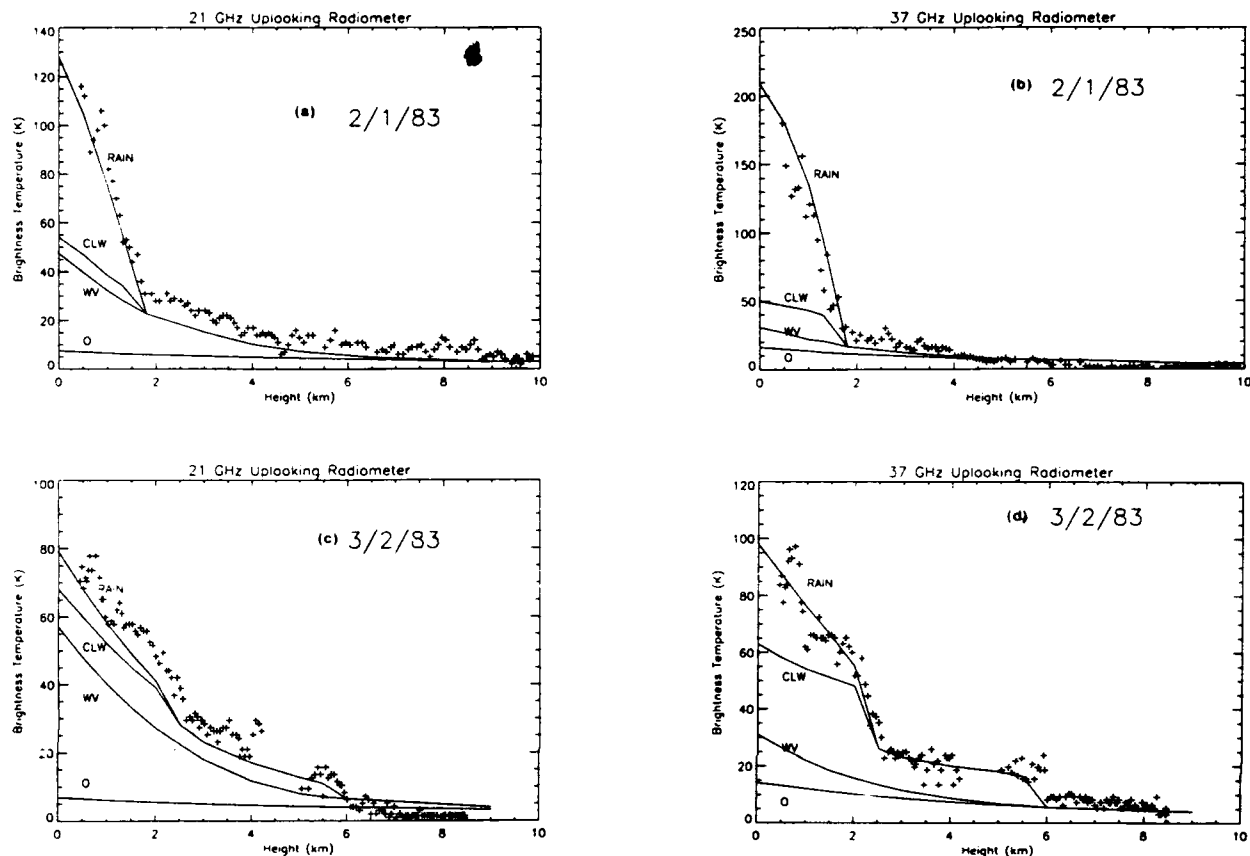 21 GHz Uplooking Radiometer
140
120
100
80
60
40
20
0
Brightness Temperature (K)
(a) 2/1/83
RAIN
CLW
WV
O
0 2 4 6 8 10
Height (km)
37 GHz Uplooking Radiometer
250
200
150
100
50
0
Brightness Temperature (K)
(b) 2/1/83
RAIN
CLW
WV
O
0 2 4 6 8 10
Height (km)
21 GHz Uplooking Radiometer
100
80
60
40
20
0
Brightness Temperature (K)
(c) 3/2/83
RAIN
CLW
WV
O
0 2 4 6 8 10
Height (km)
37 GHz Uplooking Radiometer
120
100
80
60
40
20
0
Brightness Temperature (K)
(d) 3/2/83
RAIN
CLW
WV
O
0 2 4 6 8 10
Height (km)